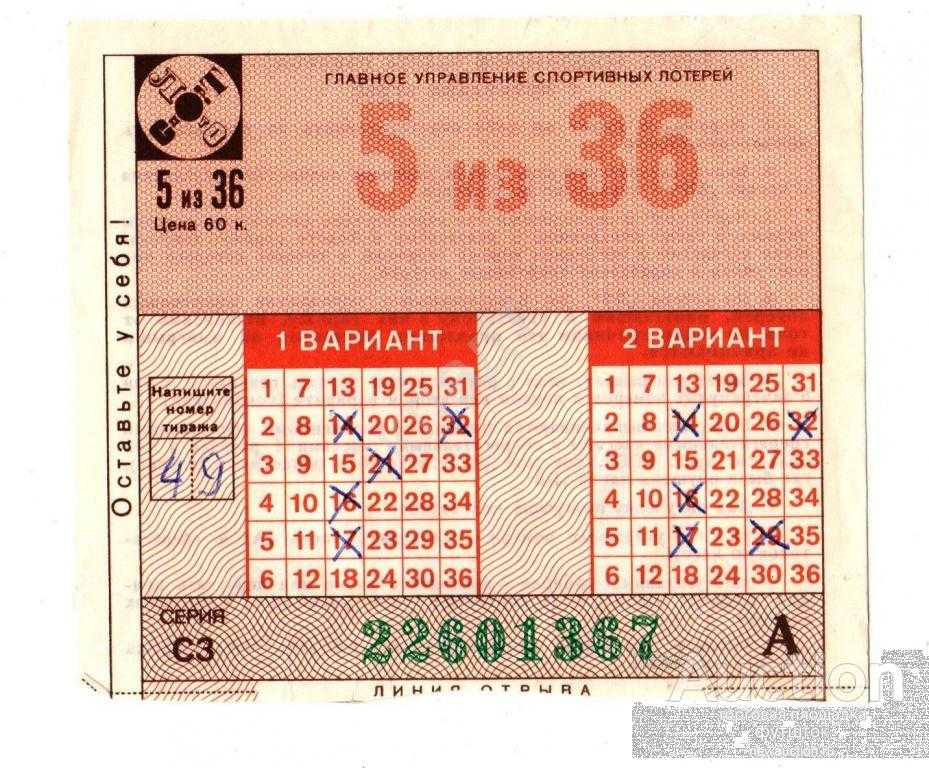 ГЛАВНОЕ УПРАВЛЕНИЕ СПОРТИВНЫХ ЛОТЕРЕЙ
5 из 36
5 из 36
Цена 60 к.
Оставьте у себя!
Напишите
номер
тиража
49
1 ВАРИАНТ
1 7 13 19 25 31
2 8 14 20 26 32
3 9 15 21 27 33
4 10 16 22 28 34
5 11 17 23 29 35
6 12 18 24 30 36
2 ВАРИАНТ
1 7 13 19 25 31
2 8 14 20 26 32
3 9 15 21 27 33
4 10 16 22 28 34
5 11 17 23 29 35
6 12 18 24 30 36
СЕРИЯ
СЗ
22601367
А
ЛИНИЯ ОТРЫВА
Auction